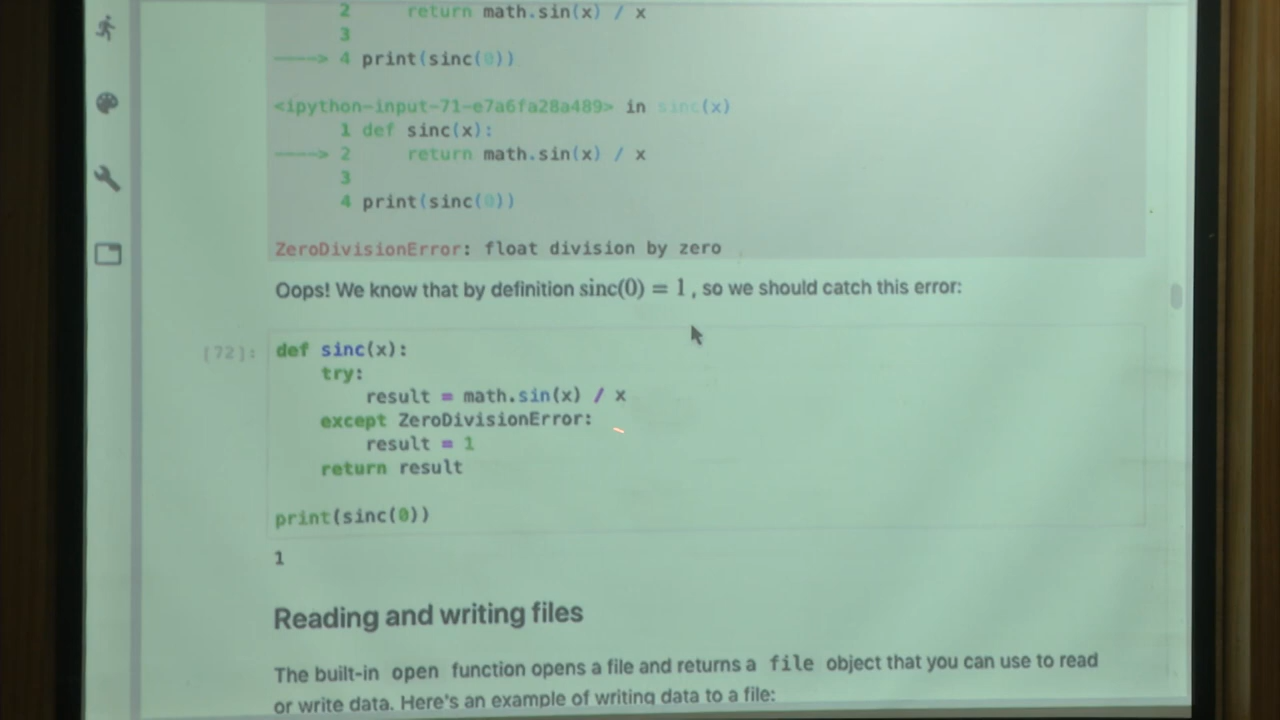 2     return math.sin(x) / x
3
----> 4 print(sinc(0))
<ipython-input-71-e7a6fa28a489> in sinc(x)
1 def sinc(x):
----> 2     return math.sin(x) / x
3
4 print(sinc(0))
ZeroDivisionError: float division by zero
Oops! We know that by definition sinc(0) = 1, so we should catch this error:
[72]: def sinc(x):
try:
result = math.sin(x) / x
except ZeroDivisionError:
result = 1
return result
print(sinc(0))
1
Reading and writing files
The built-in open function opens a file and returns a file object that you can use to read
or write data. Here's an example of writing data to a file: